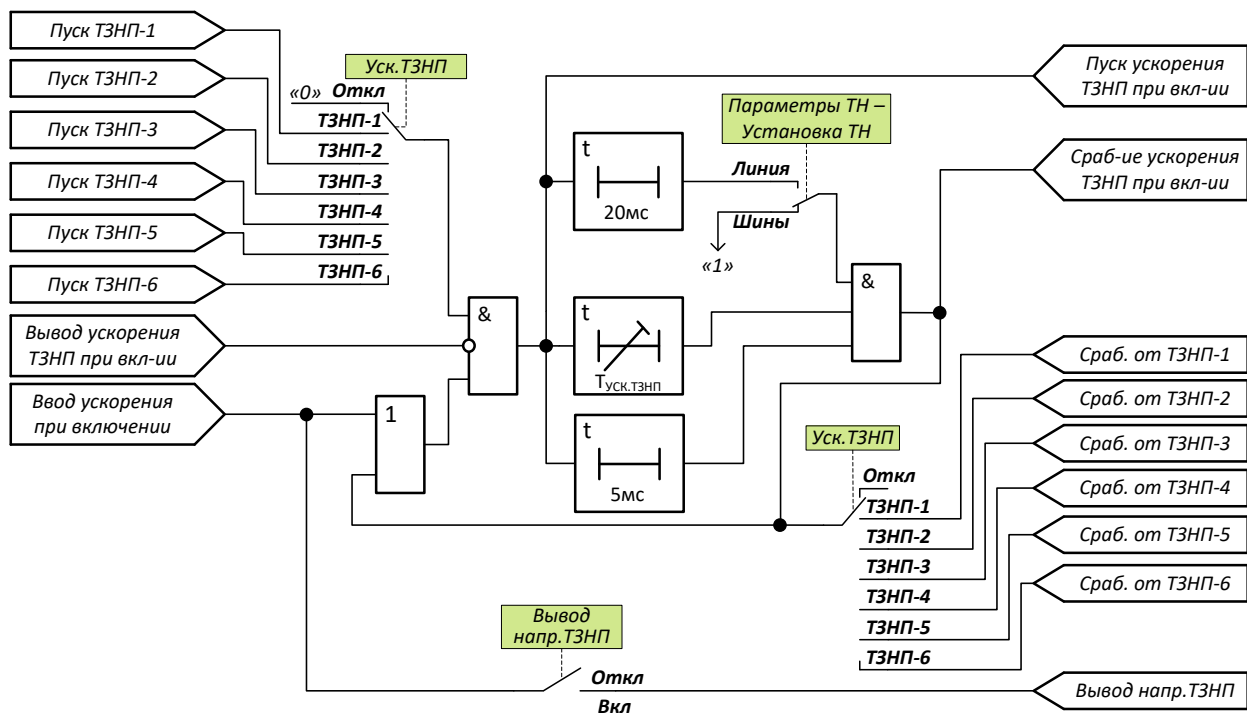 Пуск ТЗНП-1
Пуск ТЗНП-2
Пуск ТЗНП-3
Пуск ТЗНП-4
Пуск ТЗНП-5
Пуск ТЗНП-6
Вывод ускорения
ТЗНП при вкл-ии
Ввод ускорения
при включении
Уск.ТЗНП
«0» Откл
ТЗНП-1
ТЗНП-2
ТЗНП-3
ТЗНП-4
ТЗНП-5
ТЗНП-6
&
1
t
20мс
t
TУСК.ТЗНП
t
5мс
Параметры ТН –
Установка ТН
Линия
Шины
«1»
&
Уск.ТЗНП
Откл
ТЗНП-1
ТЗНП-2
ТЗНП-3
ТЗНП-4
ТЗНП-5
ТЗНП-6
Вывод
напр.ТЗНП
Откл
Вкл
Пуск ускорения
ТЗНП при вкл-ии
Сраб-ие ускорения
ТЗНП при вкл-ии
Сраб. от ТЗНП-1
Сраб. от ТЗНП-2
Сраб. от ТЗНП-3
Сраб. от ТЗНП-4
Сраб. от ТЗНП-5
Сраб. от ТЗНП-6
Вывод напр.ТЗНП